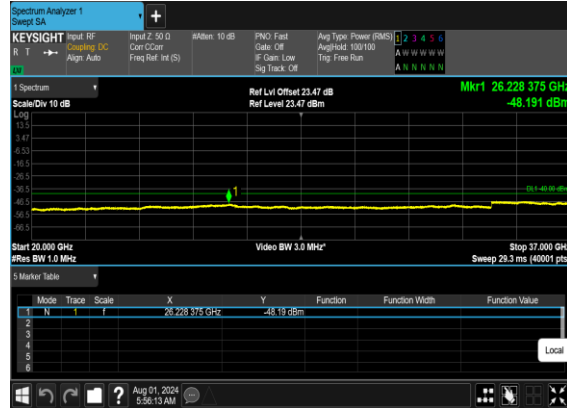 Spectrum Analyzer 1
Swept SA
+
KEYSIGHT Input: RF Input Z: 50 Ω #Atten: 10 dB PNO: Fast Avg Type: Power (RMS) 1 2 3 4 5 6
R T Coupling: DC Corr CCorr Gate: Off Avg|Hold: 100/100 A W W W W W
Align: Auto Freq Ref: Int (S) IF Gain: Low Trig: Free Run
Sig Track: Off A N N N N N
1 Spectrum Ref Lvl Offset 23.47 dB Mkr1 26.228 375 GHz
Scale/Div 10 dB Ref Level 23.47 dBm -48.191 dBm
Log
13.5
3.47
-6.53
-16.5
-26.5
-36.5 1 DL1 -40.00 dBm
-46.5
-56.5
-66.5
Start 20.000 GHz Video BW 3.0 MHz* Stop 37.000 GHz
#Res BW 1.0 MHz Sweep 29.3 ms (40001 pts)
5 Marker Table
Mode Trace Scale X Y Function Function Width Function Value
1 N 1 f 26.228 375 GHz -48.19 dBm
2
3
4
5
6
Local
? Aug 01, 2024
5:56:13 AM